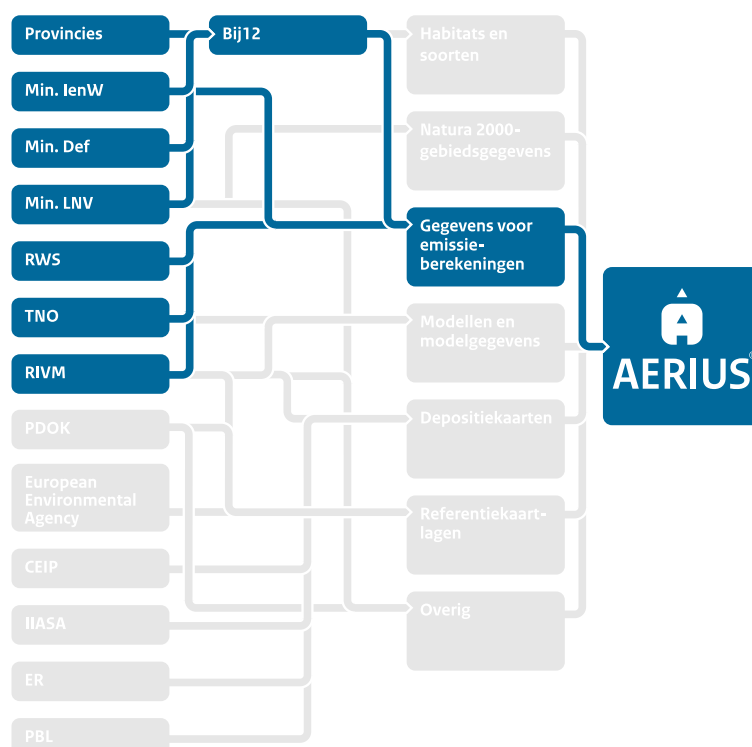 Provincies
Min. IenW
Min. Def
Min. LNV
RWS
TNO
RIVM
PDOK
European
Environmental
Agency
CEIP
IIASA
ER
PBL
Bij12
Habitats en
soorten
Natura 2000-
gebiedsgegevens
Gegevens voor
emissie-
berekeningen
Modellen en
modelgegevens
Depositiekaarten
Referentiekaart-
lagen
Overig
AERIUS®